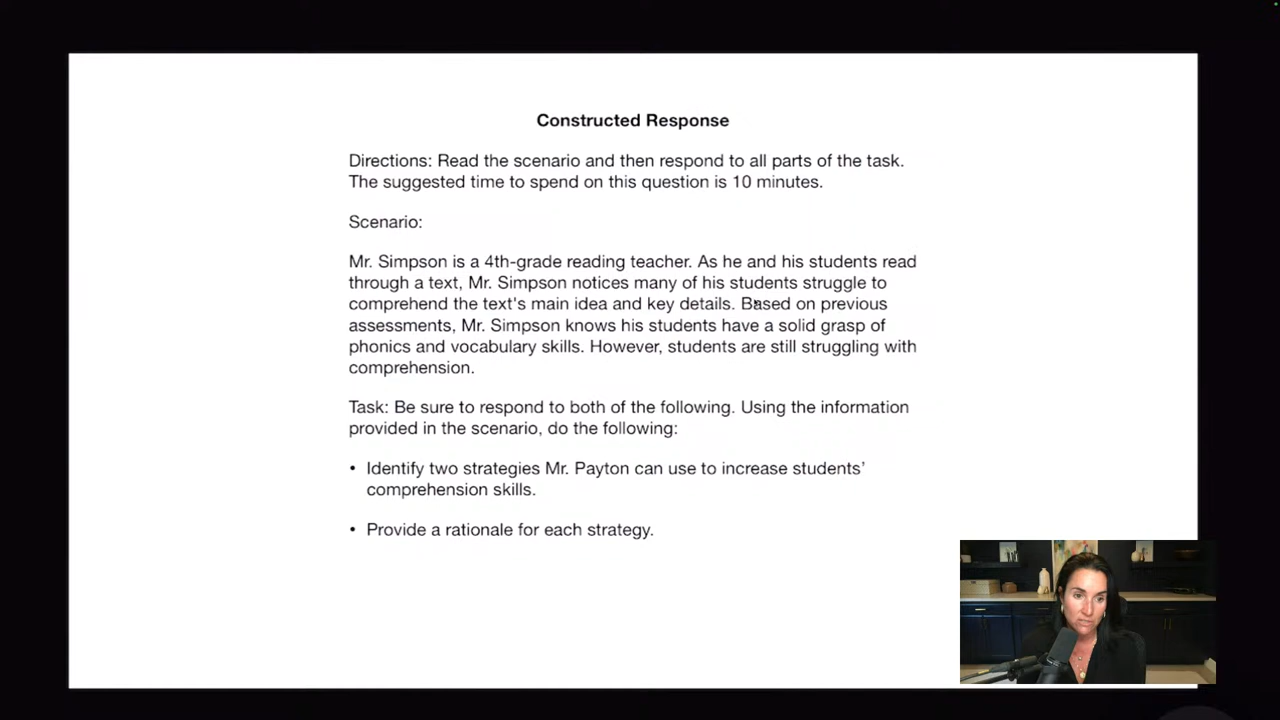 Constructed Response
Directions: Read the scenario and then respond to all parts of the task.
The suggested time to spend on this question is 10 minutes.
Scenario:
Mr. Simpson is a 4th-grade reading teacher. As he and his students read
through a text, Mr. Simpson notices many of his students struggle to
comprehend the text's main idea and key details. Based on previous
assessments, Mr. Simpson knows his students have a solid grasp of
phonics and vocabulary skills. However, students are still struggling with
comprehension.
Task: Be sure to respond to both of the following. Using the information
provided in the scenario, do the following:
• Identify two strategies Mr. Payton can use to increase students’
comprehension skills.
• Provide a rationale for each strategy.